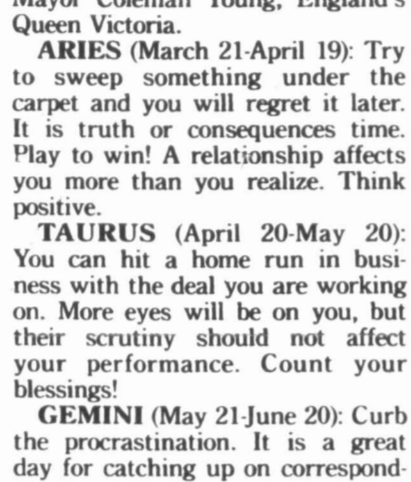 Mayor Coleman Young, England's
Queen Victoria.
ARIES (March 21-April 19): Try
to sweep something under the
carpet and you will regret it later.
It is truth or consequences time.
Play to win! A relationship affects
you more than you realize. Think
positive.
TAURUS (April 20-May 20):
You can hit a home run in busi-
ness with the deal you are working
on. More eyes will be on you, but
their scrutiny should not affect
your performance. Count your
blessings!
GEMINI (May 21-June 20): Curb
the procrastination. It is a great
day for catching up on correspond-